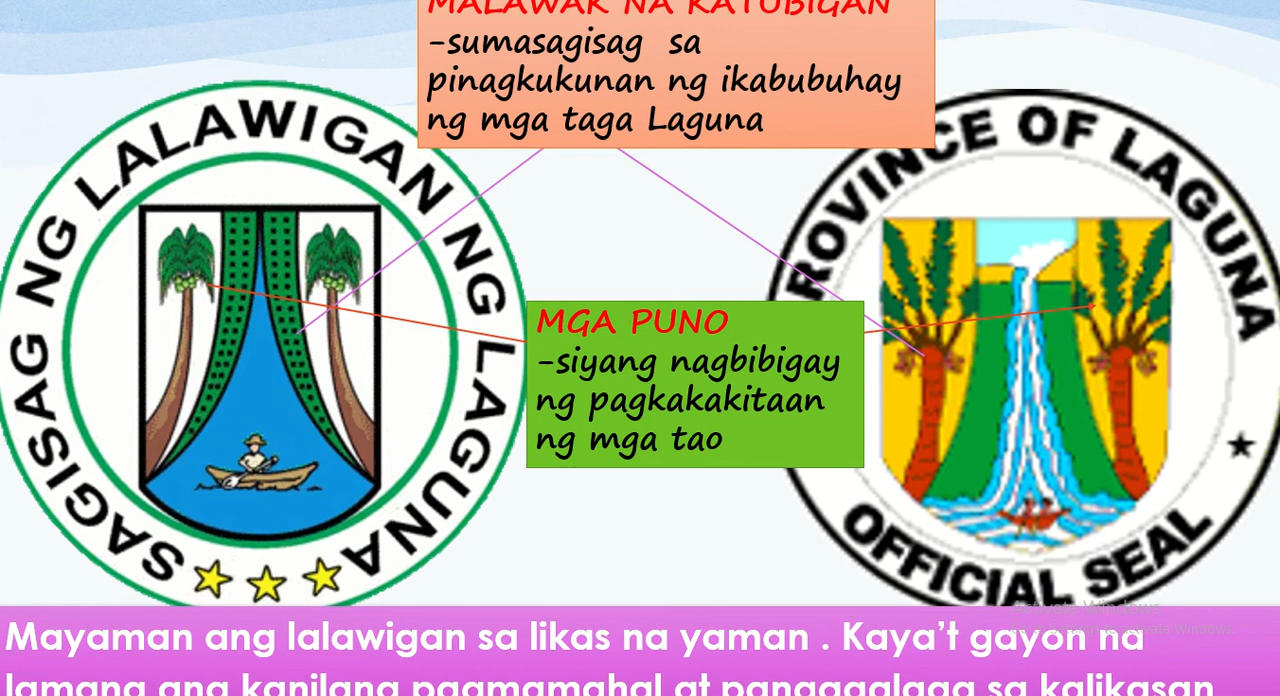 MALAWAK NA KATUBIGAN
-sumasagisag sa
pinagkukunan ng ikabubuhay
ng mga taga Laguna
SAGISAG NG LALAWIGAN NG LAGUNA
MGA PUNO
-siyang nagbibigay
ng pagkakakitaan
ng mga tao
ROVINCE OF LAGUNA
OFFICIAL SEAL
Mayaman ang lalawigan sa likas na yaman . Kaya't gayon na
lamang ang kanilang pagmamahal at pangagalaga sa kalikasan